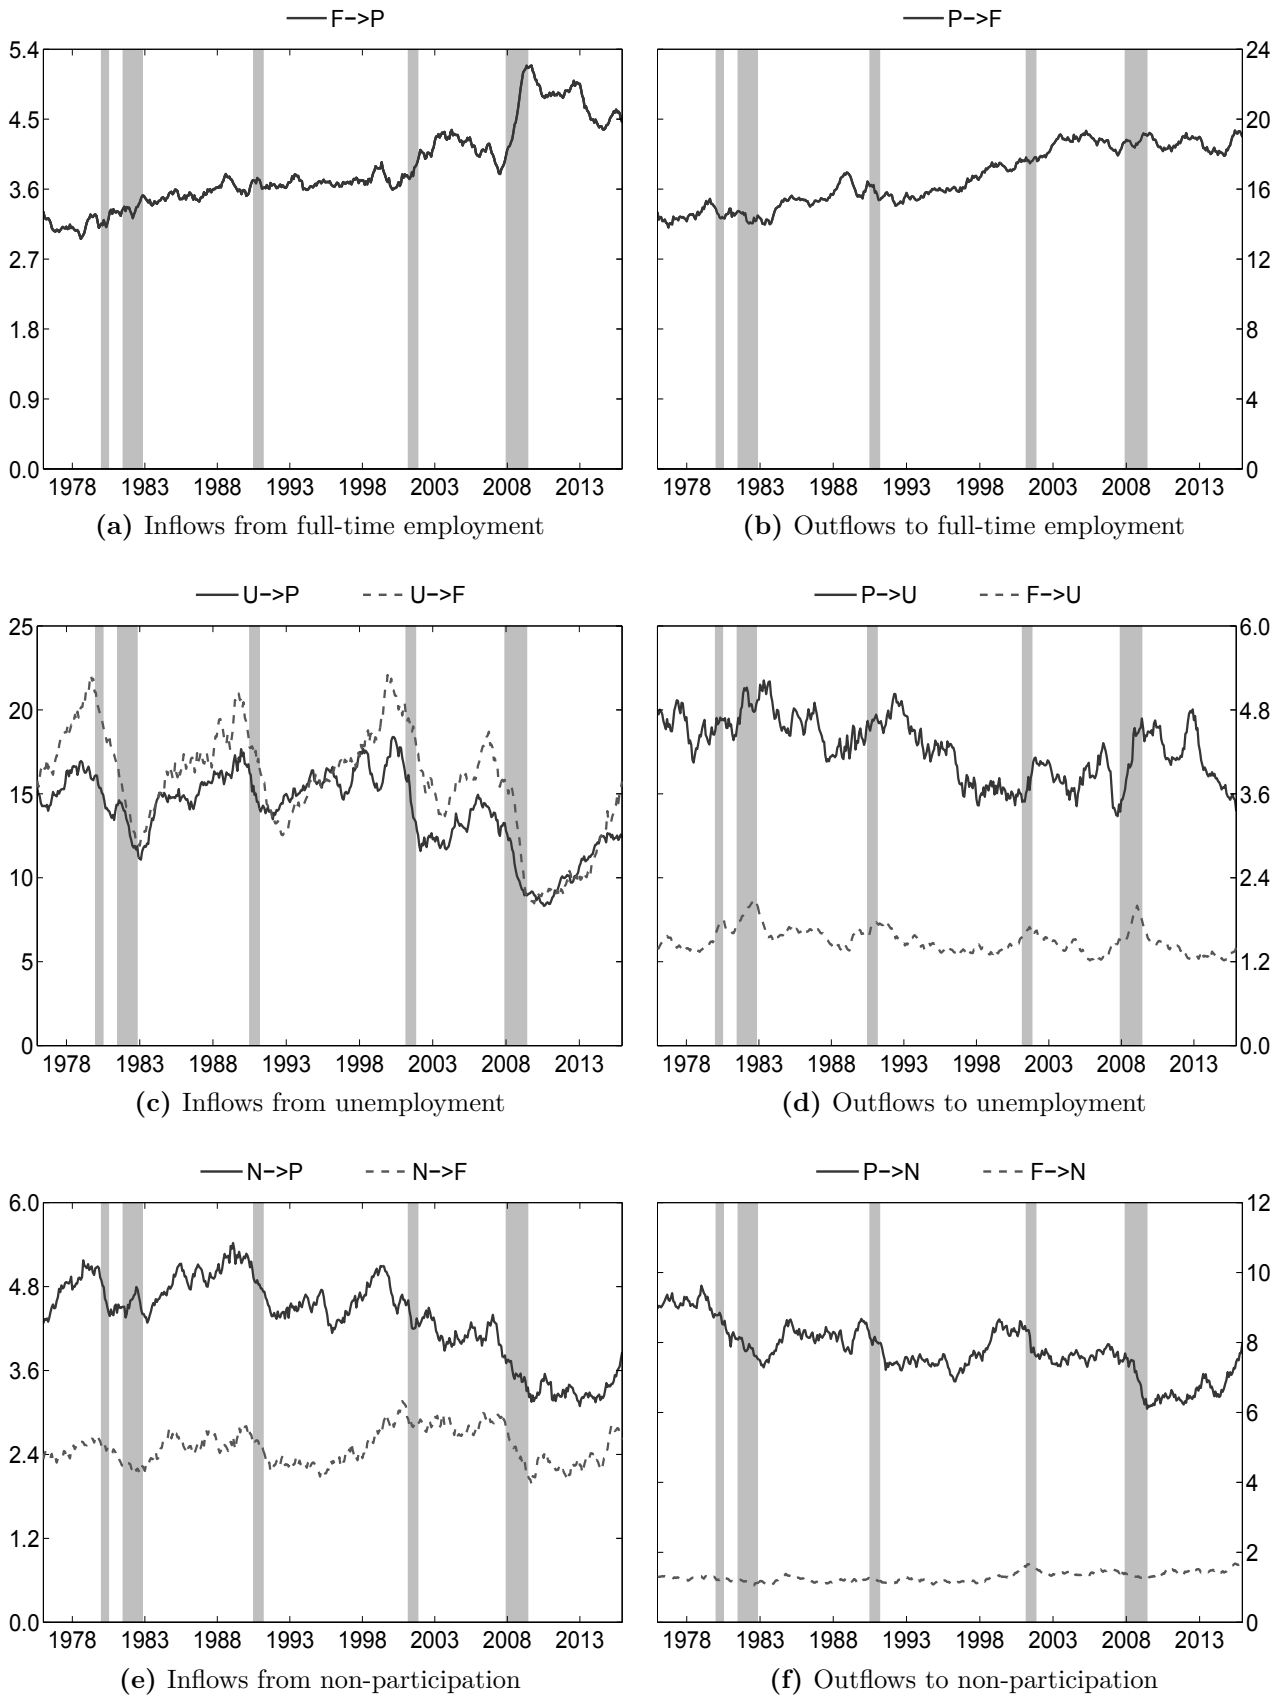 F->P
P->F
5.4
4.5
3.6
2.7
1.8
0.9
0.0
24
20
16
12
8
4
0
1978 1983 1988 1993 1998 2003 2008 2013
1978 1983 1988 1993 1998 2003 2008 2013
(a) Inflows from full-time employment
(b) Outflows to full-time employment
U->P U->F
P->U F->U
25
20
15
10
5
0
6.0
4.8
3.6
2.4
1.2
0.0
1978 1983 1988 1993 1998 2003 2008 2013
1978 1983 1988 1993 1998 2003 2008 2013
(c) Inflows from unemployment
(d) Outflows to unemployment
N->P N->F
P->N F->N
6.0
4.8
3.6
2.4
1.2
0.0
12
10
8
6
4
2
0
1978 1983 1988 1993 1998 2003 2008 2013
1978 1983 1988 1993 1998 2003 2008 2013
(e) Inflows from non-participation
(f) Outflows to non-participation